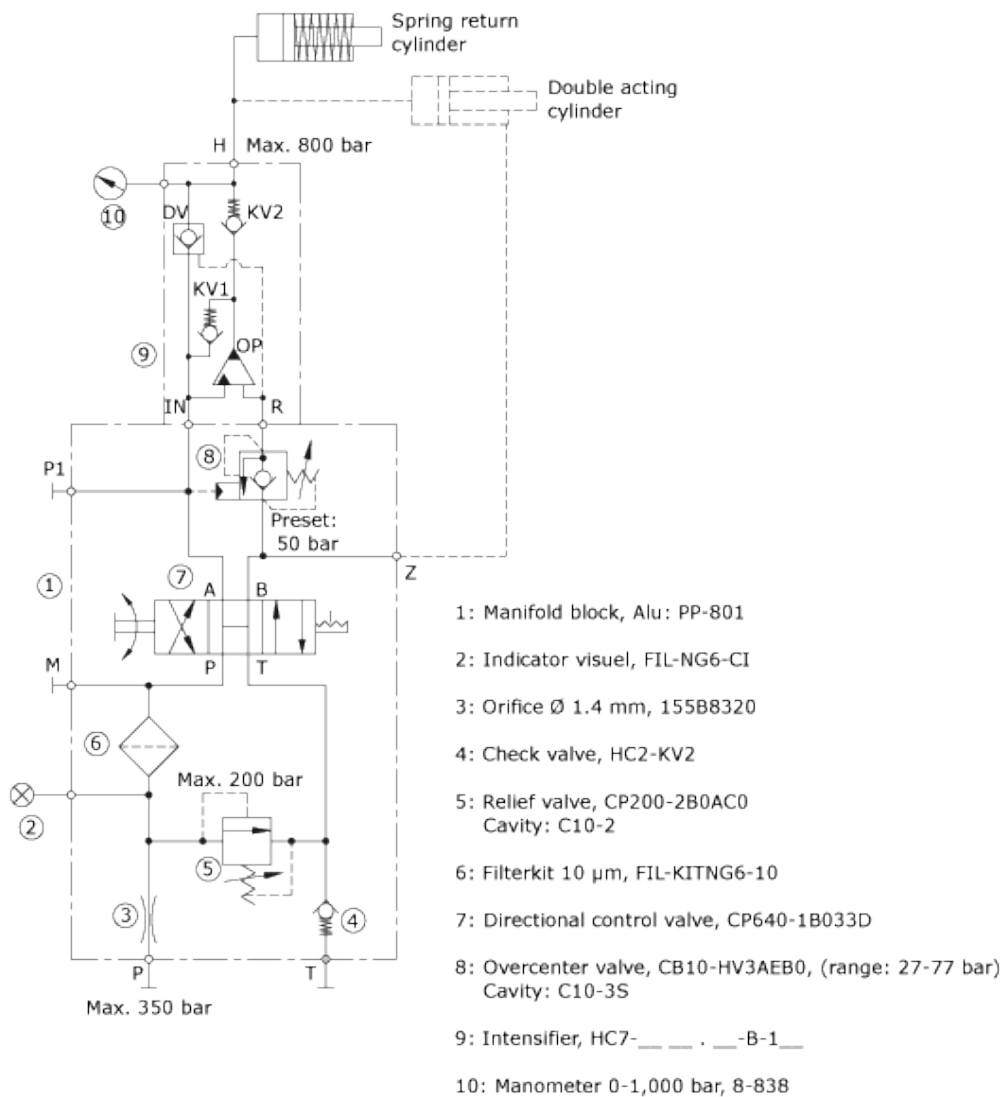 Spring return
cylinder
Double acting
cylinder
H Max. 800 bar
10
DV
KV2
KV1
9
OP
IN
R
8
P1
Preset:
50 bar
Z
1
7
A B
P T
M
6
Max. 200 bar
2
5
3
4
P
T
Max. 350 bar
1: Manifold block, Alu: PP-801
2: Indicator visuel, FIL-NG6-CI
3: Orifice Ø 1.4 mm, 155B8320
4: Check valve, HC2-KV2
5: Relief valve, CP200-2B0AC0
Cavity: C10-2
6: Filterkit 10 µm, FIL-KITNG6-10
7: Directional control valve, CP640-1B033D
8: Overcenter valve, CB10-HV3AEB0, (range: 27-77 bar)
Cavity: C10-3S
9: Intensifier, HC7-__ __ . __-B-1__
10: Manometer 0-1,000 bar, 8-838